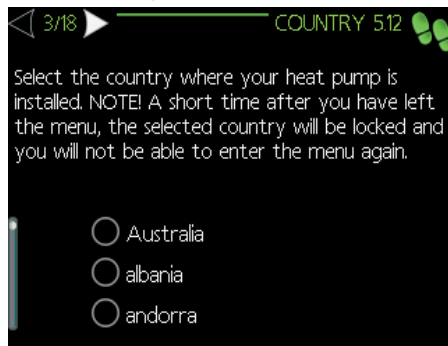 3/18 COUNTRY 5.12
Select the country where your heat pump is
installed. NOTE! A short time after you have left
the menu, the selected country will be locked and
you will not be able to enter the menu again.
Australia
albania
andorra